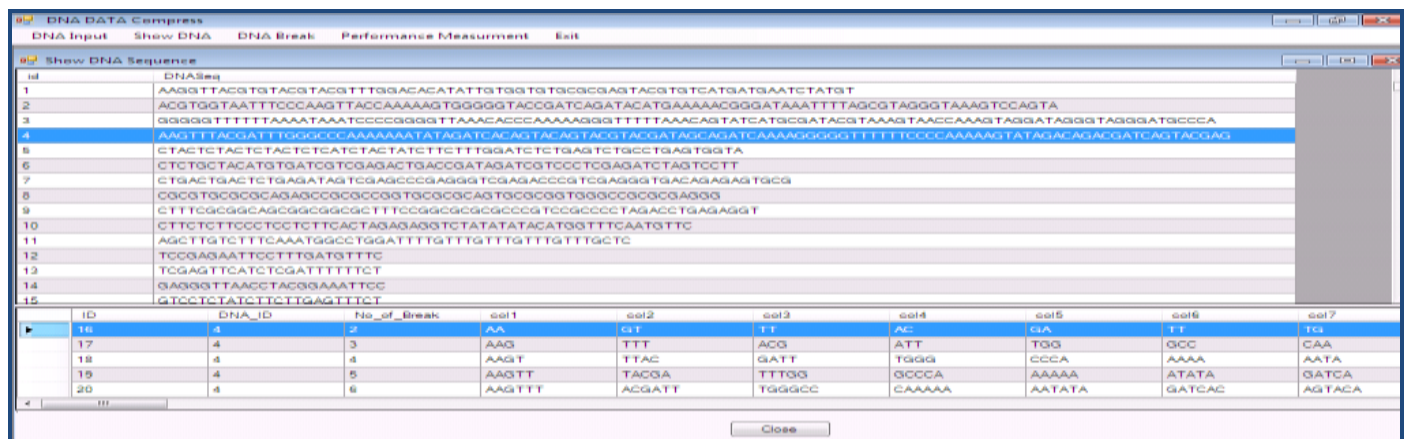 DNA DATA Compress
DNA Input Show DNA DNA Break Performance Measurment Exit
Show DNA Sequence
id DNASeq
1 AAGGTTACGTGTACGTACGTTTGGACACATATTGTGGTGTGCGCGAGTACGTGTCATGATGAATCTATGT
2 ACGTGGTAATTTCCCAAGTTACCAAAAAGTGGGGGTACCGATCAGATACATGAAAAACGGGATAAATTTTAGCGTAGGGTAAAGTCCAGTA
3 GGGGGTTTTTTAAAATAAATCCCCGGGGTTAAACACCCAAAAAGGGTTTTTAAACAGTATCATGCGATACGTAAAGTAACCAAAGTAGGATAGGGTAGGGATGCCCA
4 AAGTTTACGATTTGGGCCCAAAAAAATATAGATCACAGTACAGTACGTACGATAGCAGATCAAAAGGGGGTTTTTTCCCCAAAAAGTATAGACAGACGATCAGTACGAG
5 CTACTCTACTCTACTCTCATCTACTATCTTCTTTGGATCTCTGAGTCTGCCTGAGTGGTA
6 CTCTGCTACATGTGATCGTCGAGACTGACCGATAGATCGTCCCTCGAGATCTAGTCCTT
7 CTGACTGACTCTGAGATAGTCGAGCCCGAGGGTCGAGACCCGTCGAGGGTGACAGAGAGTGCG
8 CGCGTGCGCGCAGAGCCGCGCCGGTGCGCGCAGTGCGCGGTGGGCCGCGCGAGGG
9 CTTTCGCGGCAGCGGCGGCGCTTTCCGGCGCGCGCCCGTCCGCCCCTAGACCTGAGAGGT
10 CTTCTCTTCCCTCCTCTTCACTAGAGAGGTCTATATATACATGGTTTCAATGTTC
11 AGCTTGTCTTTCAAATGGCCTGGATTTTGTTTGTTTGTTTGTTTGCTC
12 TCCGAGAATTCCTTTGATGTTTC
13 TCGAGTTCATCTCGATTTTTTCT
14 GAGGGTTAACCTACGGAAATTCC
15 GTCCTCTATCTTCTTGAGTTTCT
ID DNA_ID No_of_Break col1 col2 col3 col4 col5 col6 col7
16 4 2 AA GT TT AC GA TT TG
17 4 3 AAG TTT ACG ATT TGG GCC CAA
18 4 4 AAGT TTAC GATT TGGG CCCA AAAA AATA
19 4 5 AAGTT TACGA TTTGG GCCCA AAAAA ATATA GATCA
20 4 6 AAGTTT ACGATT TGGGCC CAAAAA AATATA GATCAC AGTACA
Close